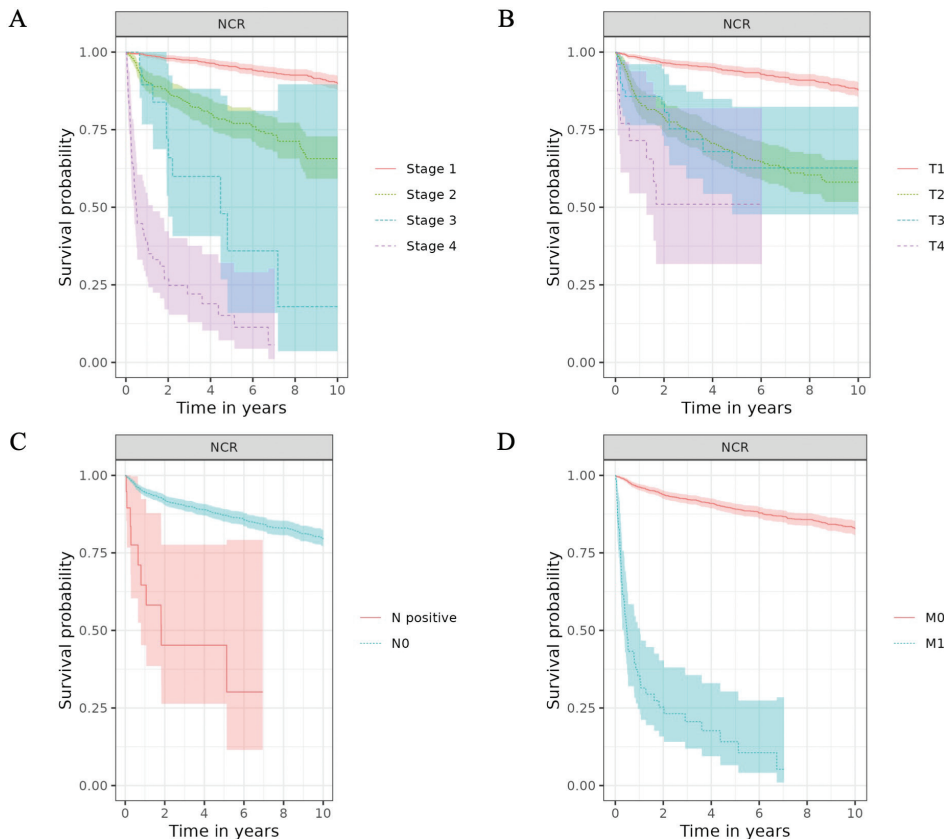 A
NCR
Survival probability
1.00
0.75
0.50
0.25
0.00
0 2 4 6 8 10
Time in years
Stage 1
Stage 2
Stage 3
Stage 4
B
NCR
Survival probability
1.00
0.75
0.50
0.25
0.00
0 2 4 6 8 10
Time in years
T1
T2
T3
T4
C
NCR
Survival probability
1.00
0.75
0.50
0.25
0.00
0 2 4 6 8 10
Time in years
N positive
N0
D
NCR
Survival probability
1.00
0.75
0.50
0.25
0.00
0 2 4 6 8 10
Time in years
M0
M1